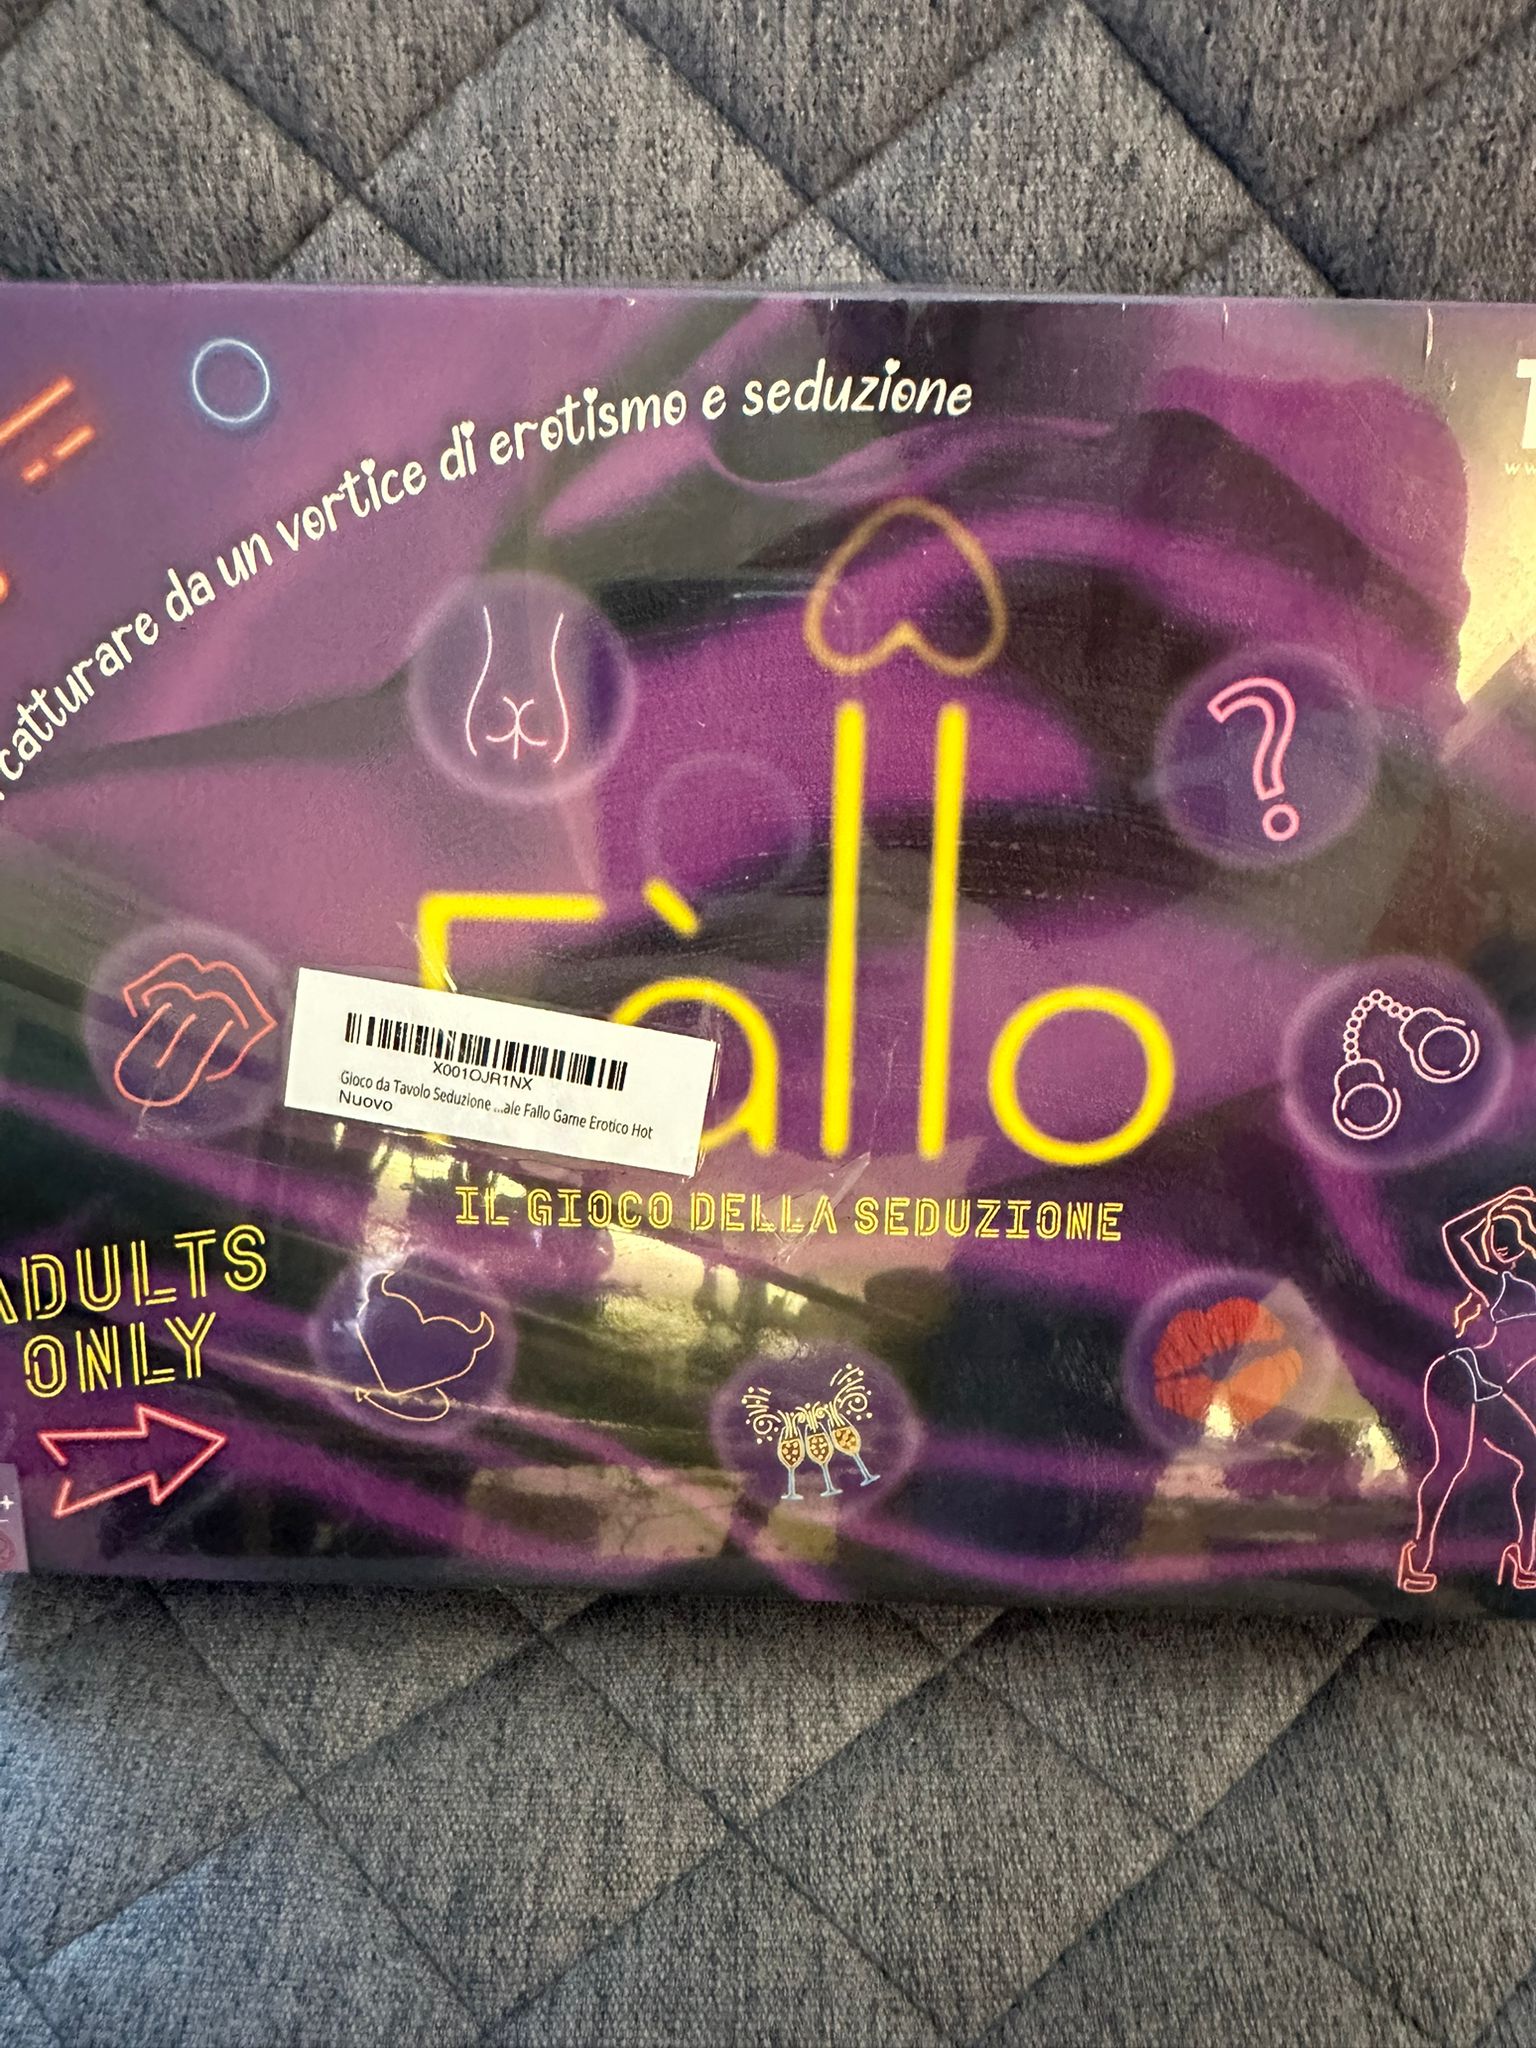 catturare da un vortice di erotismo e seduzione
Fàllo
X001OJR1NX
Gioco da Tavolo Seduzione ...ale Fallo Game Erotico Hot
Nuovo
IL GIOCO DELLA SEDUZIONE
ADULTS
ONLY